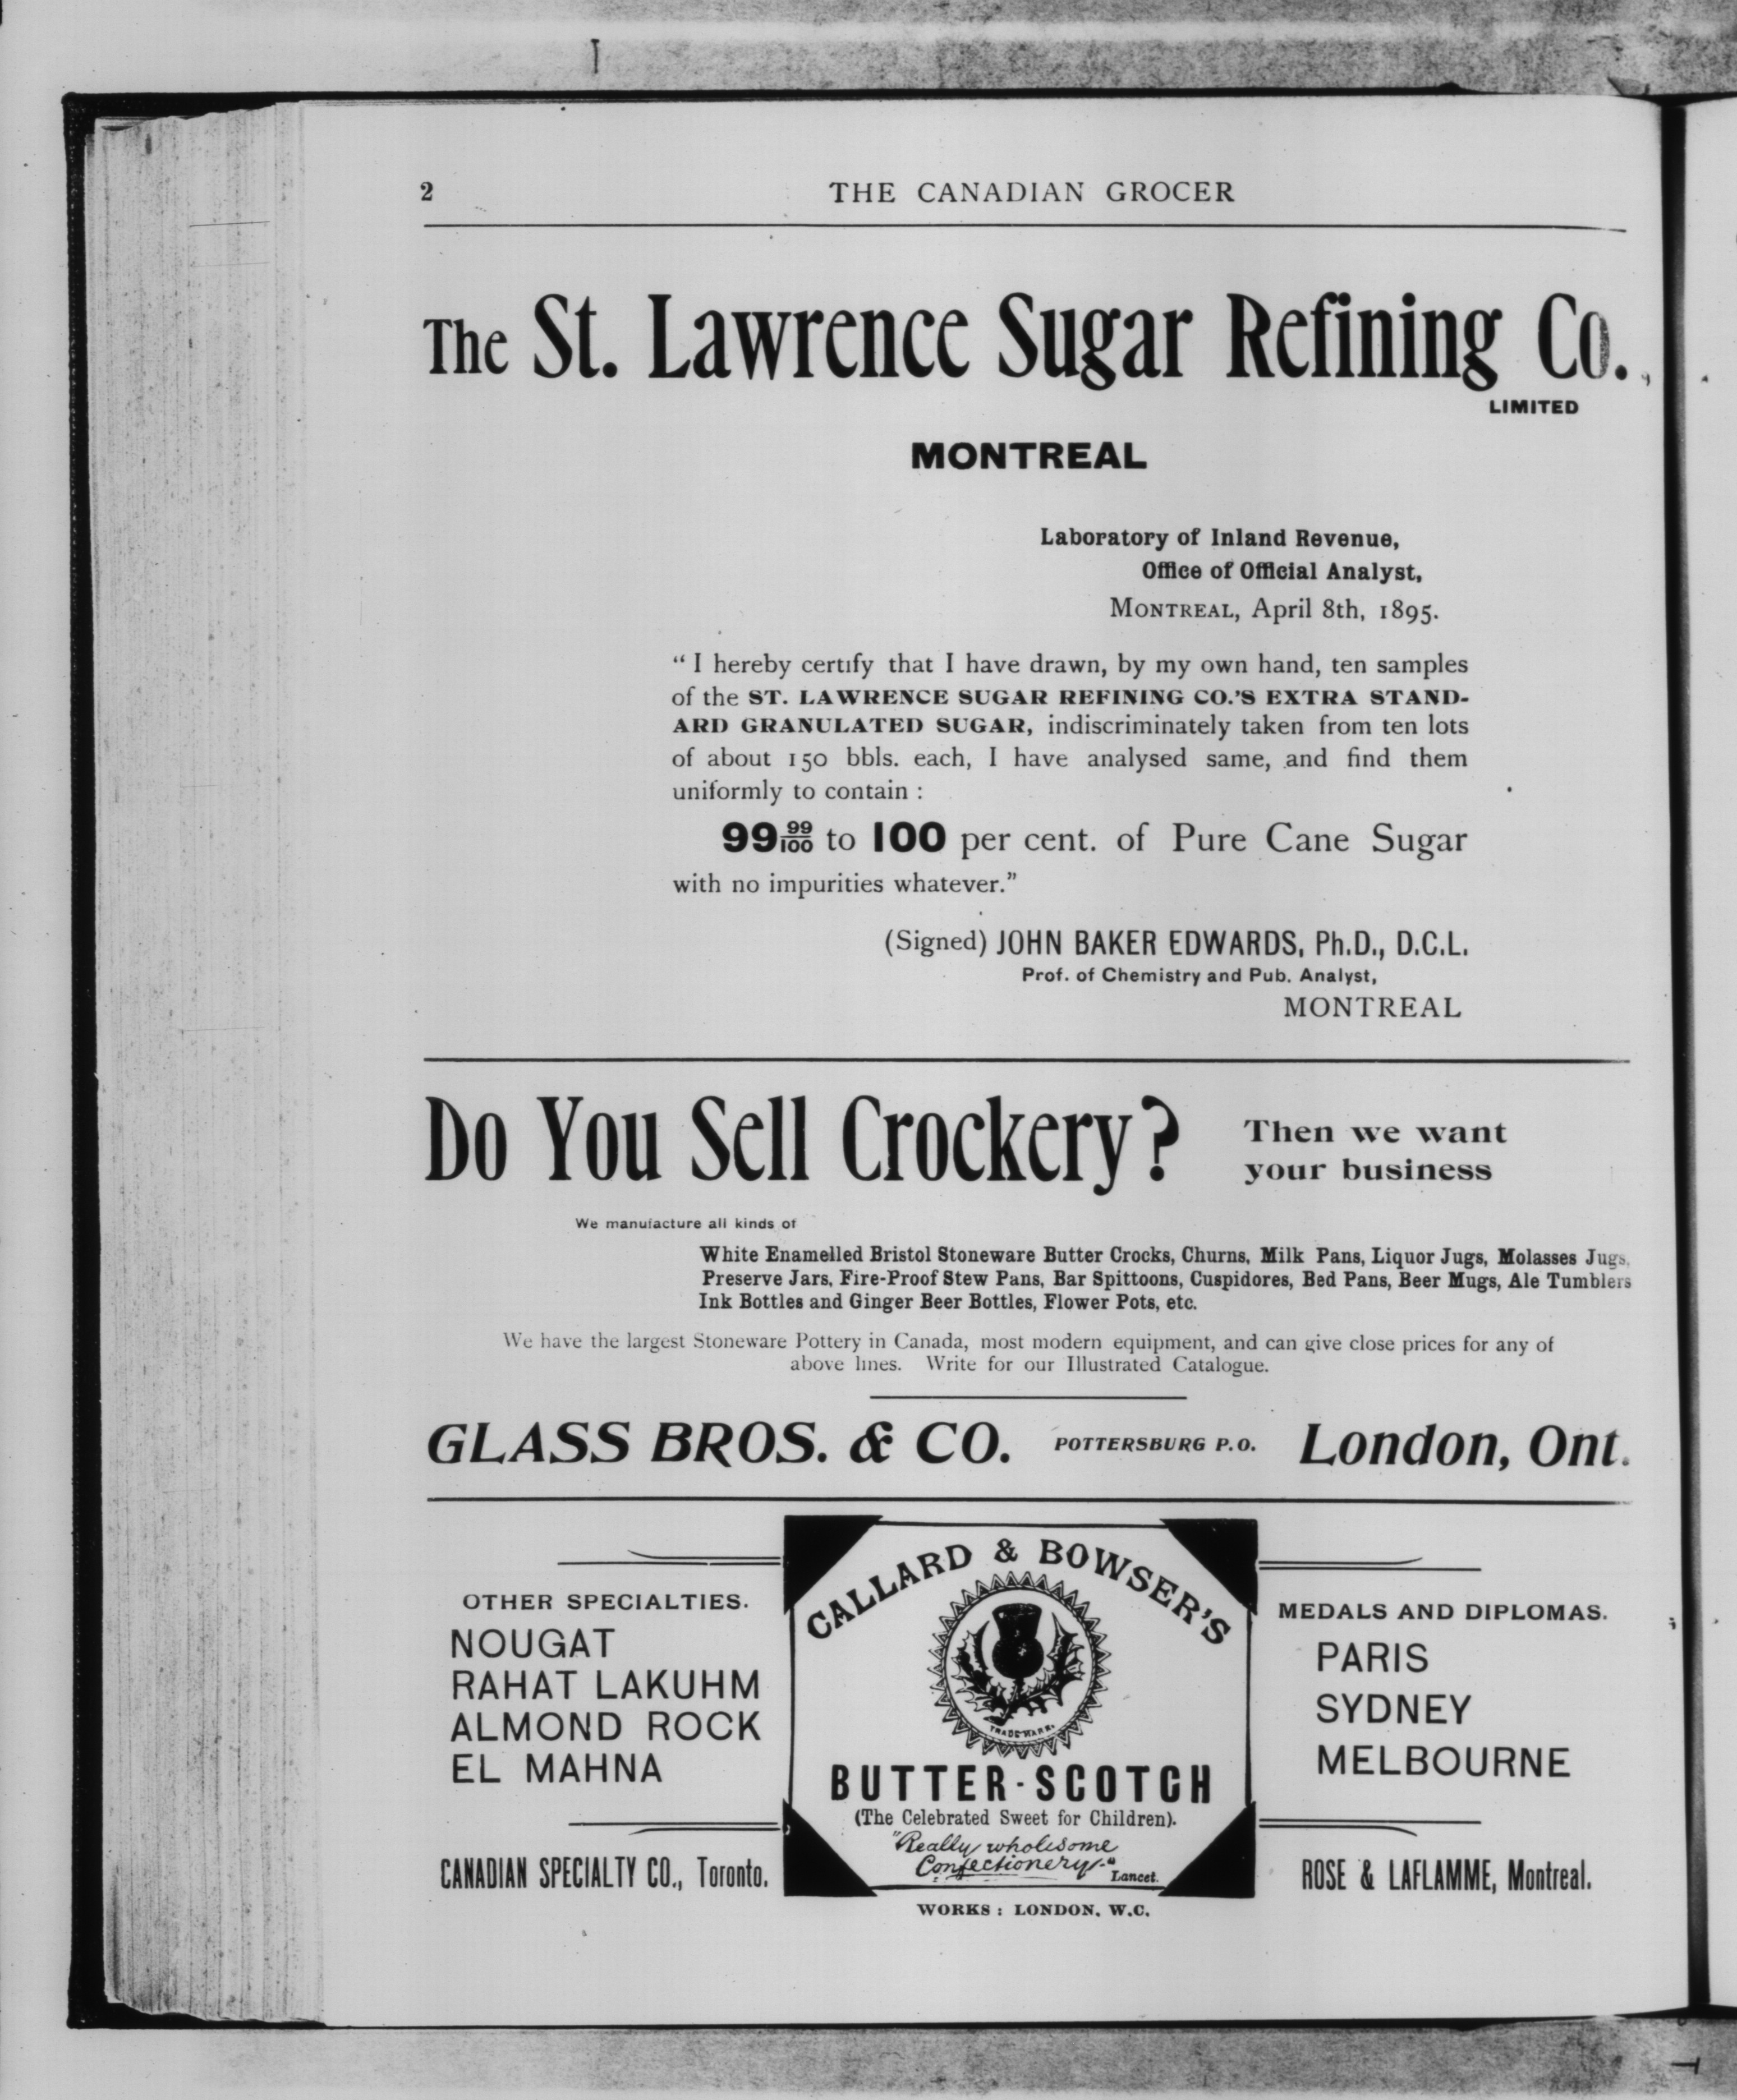 2
THE CANADIAN GROCER
The St. Lawrence Sugar Refining Co.,
LIMITED
MONTREAL
Laboratory of Inland Revenue,
Office of Official Analyst,
MONTREAL, April 8th, 1895.
“ I hereby certify that I have drawn, by my own hand, ten samples
of the ST. LAWRENCE SUGAR REFINING CO.'S EXTRA STAND-
ARD GRANULATED SUGAR, indiscriminately taken from ten lots
of about 150 bbls. each, I have analysed same, and find them
uniformly to contain :
99 99/100 to 100 per cent. of Pure Cane Sugar
with no impurities whatever.”
(Signed) JOHN BAKER EDWARDS, Ph.D., D.C.L.
Prof. of Chemistry and Pub. Analyst,
MONTREAL
Do You Sell Crockery?
Then we want
your business
We manufacture all kinds of
White Enamelled Bristol Stoneware Butter Crocks, Churns, Milk Pans, Liquor Jugs, Molasses Jugs,
Preserve Jars, Fire-Proof Stew Pans, Bar Spittoons, Cuspidores, Bed Pans, Beer Mugs, Ale Tumblers
Ink Bottles and Ginger Beer Bottles, Flower Pots, etc.
We have the largest Stoneware Pottery in Canada, most modern equipment, and can give close prices for any of
above lines. Write for our Illustrated Catalogue.
GLASS BROS. & CO. POTTERSBURG P.O. London, Ont.
OTHER SPECIALTIES.
NOUGAT
RAHAT LAKUHM
ALMOND ROCK
EL MAHNA
CANADIAN SPECIALTY CO., Toronto.
CALLARD & BOWSER'S
TRADE MARK.
BUTTER-SCOTCH
(The Celebrated Sweet for Children).
"Really wholesome
Confectionery."
Lancet.
WORKS : LONDON, W.C.
MEDALS AND DIPLOMAS.
PARIS
SYDNEY
MELBOURNE
ROSE & LAFLAMME, Montreal.